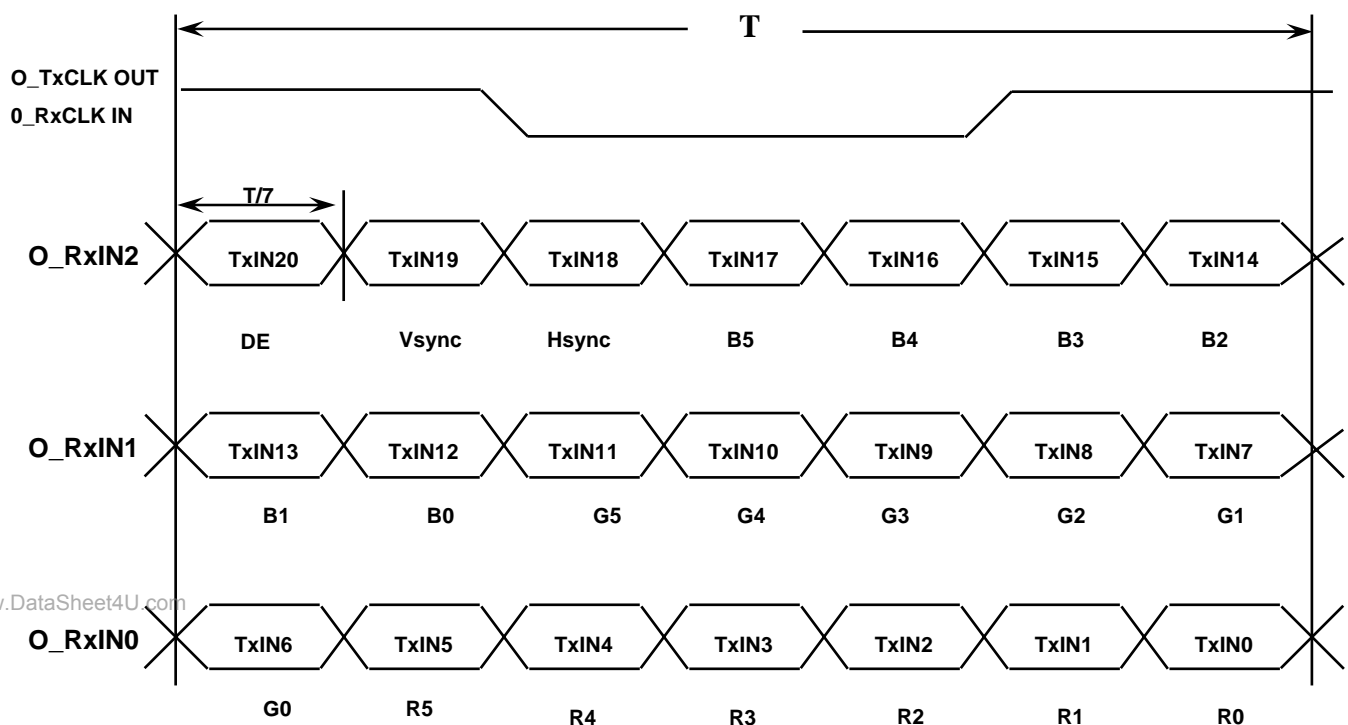 T
O_TxCLK OUT
0_RxCLK IN
T/7
O_RxIN2 TxIN20 TxIN19 TxIN18 TxIN17 TxIN16 TxIN15 TxIN14
DE Vsync Hsync B5 B4 B3 B2
O_RxIN1 TxIN13 TxIN12 TxIN11 TxIN10 TxIN9 TxIN8 TxIN7
B1 B0 G5 G4 G3 G2 G1
w.DataSheet4U.com
O_RxIN0 TxIN6 TxIN5 TxIN4 TxIN3 TxIN2 TxIN1 TxIN0
G0 R5 R4 R3 R2 R1 R0